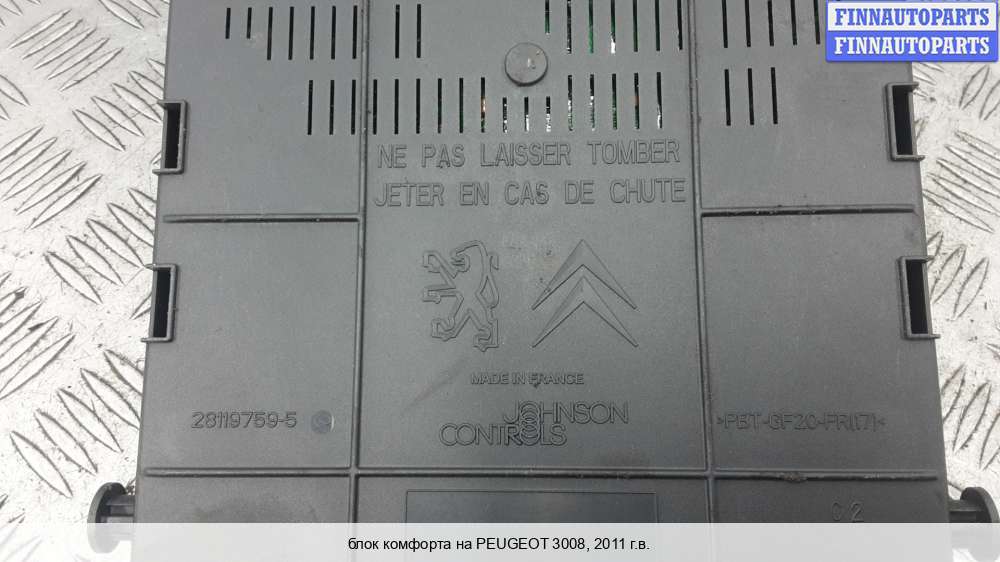 FINNAUTOPARTS
FINNAUTOPARTS
NE PAS LAISSER TOMBER
JETER EN CAS DE CHUTE
MADE IN FRANCE
28119759-5
JOHNSON
CONTROLS
>PBT-GF20-FR(17)<
C 2
блок комфорта на PEUGEOT 3008, 2011 г.в.